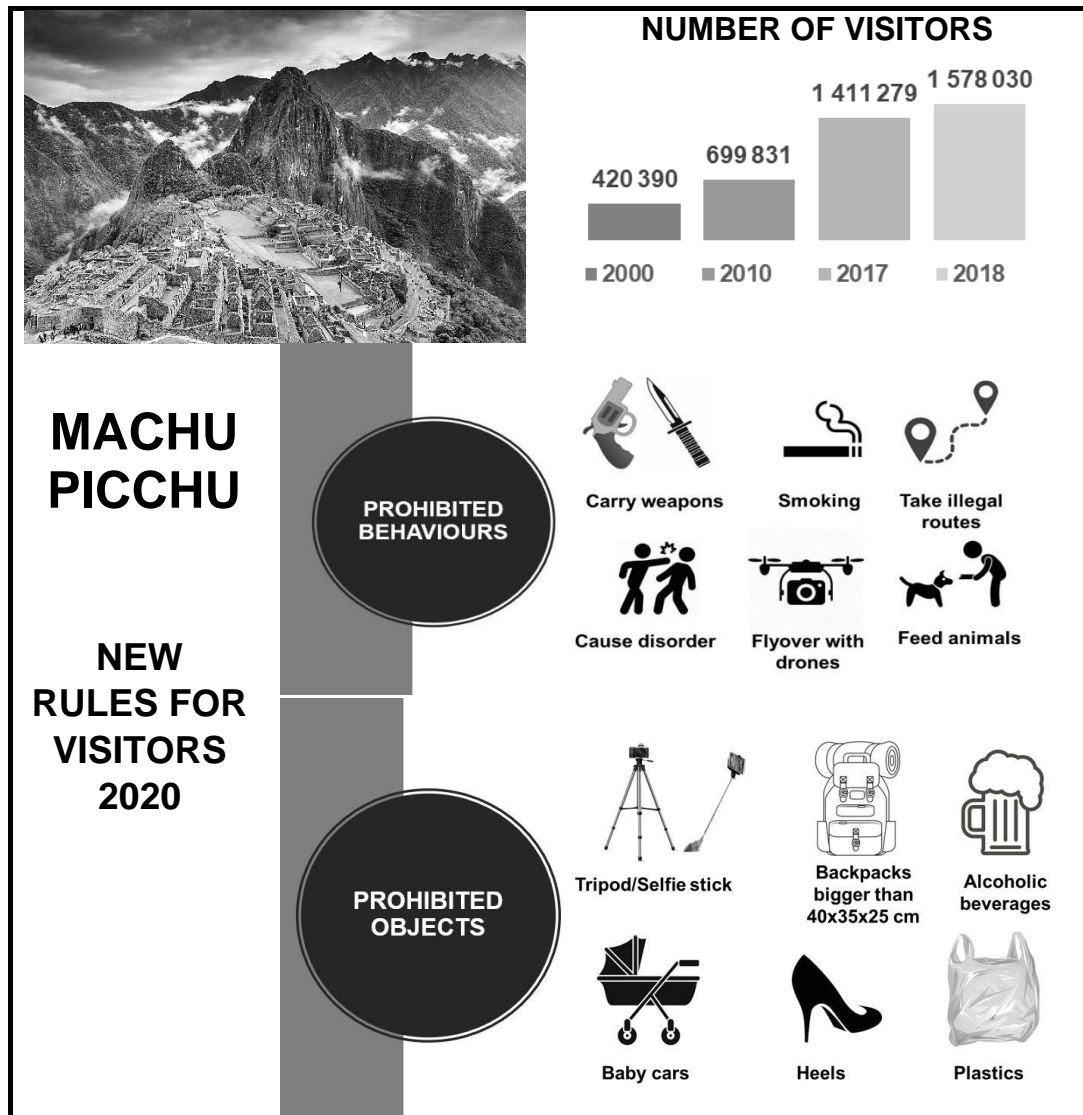 NUMBER OF VISITORS
420 390
699 831
1 411 279
1 578 030
2000
2010
2017
2018
MACHU
PICCHU
NEW
RULES FOR
VISITORS
2020
PROHIBITED
BEHAVIOURS
Carry weapons
Smoking
Take illegal
routes
Cause disorder
Flyover with
drones
Feed animals
PROHIBITED
OBJECTS
Tripod/Selfie stick
Backpacks
bigger than
40x35x25 cm
Alcoholic
beverages
Baby cars
Heels
Plastics